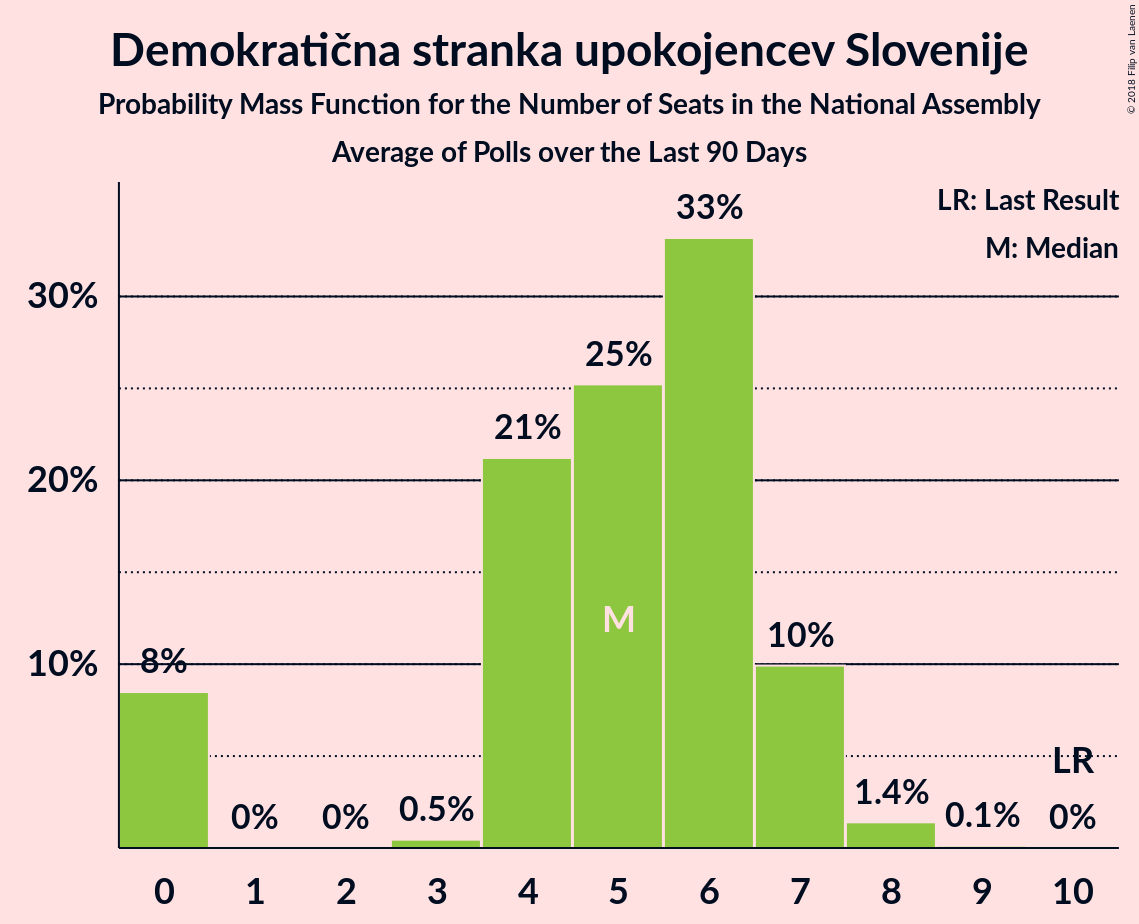 Demokratična stranka upokojencev Slovenije
Probability Mass Function for the Number of Seats in the National Assembly
Average of Polls over the Last 90 Days
© 2018 Filip van Laenen
LR: Last Result
M: Median
33%
30%
25%
21%
20%
M
10%
10%
8%
LR
0%
0%
0.5%
1.4%
0.1%
0%
0 1 2 3 4 5 6 7 8 9 10